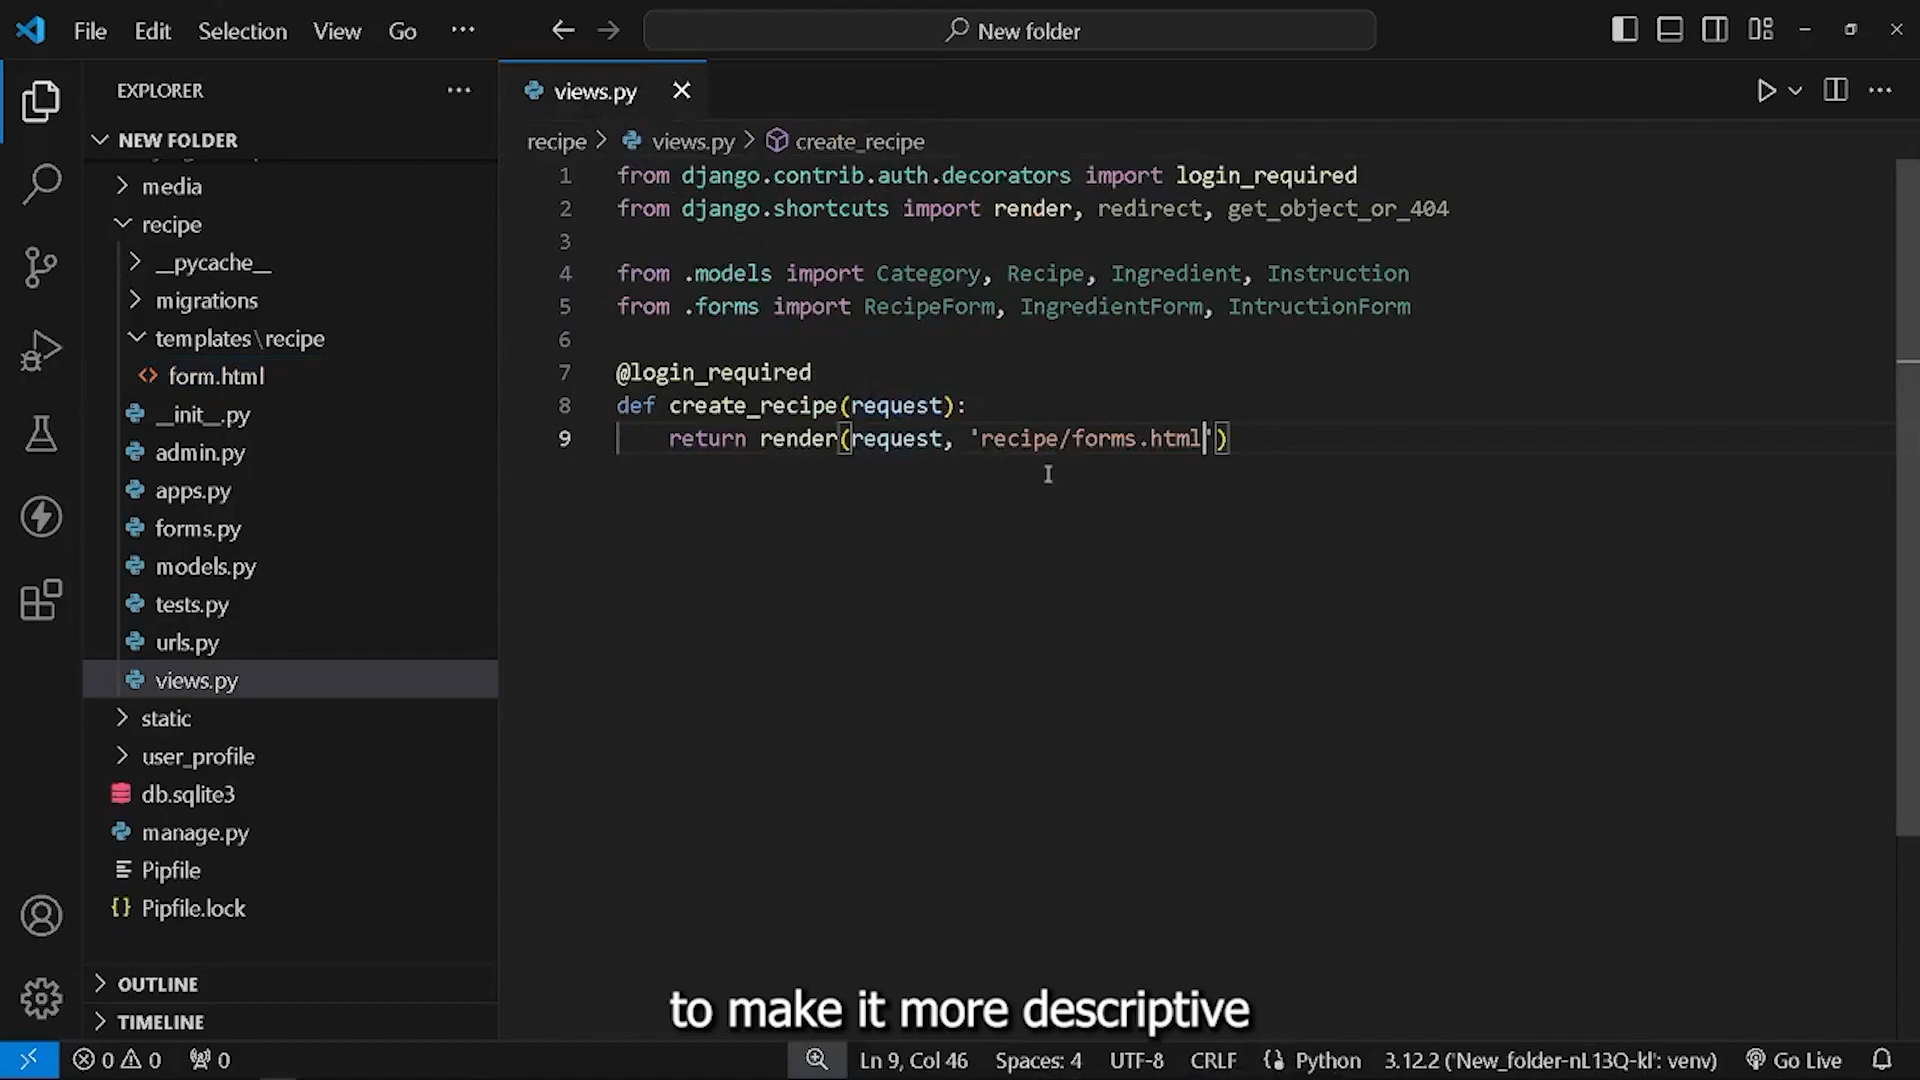 File Edit Selection View Go ··· New folder
EXPLORER ···
NEW FOLDER
media
recipe
__pycache__
migrations
templates\recipe
form.html
__init__.py
admin.py
apps.py
forms.py
models.py
tests.py
urls.py
views.py
static
user_profile
db.sqlite3
manage.py
Pipfile
Pipfile.lock
OUTLINE
TIMELINE
views.py
recipe > views.py > create_recipe
1 from django.contrib.auth.decorators import login_required
2 from django.shortcuts import render, redirect, get_object_or_404
3
4 from .models import Category, Recipe, Ingredient, Instruction
5 from .forms import RecipeForm, IngredientForm, IntructionForm
6
7 @login_required
8 def create_recipe(request):
9 return render(request, 'recipe/forms.html')
to make it more descriptive
0 0 0 Ln 9, Col 46 Spaces: 4 UTF-8 CRLF Python 3.12.2 ('New_folder-nL13Q-kl': venv) Go Live